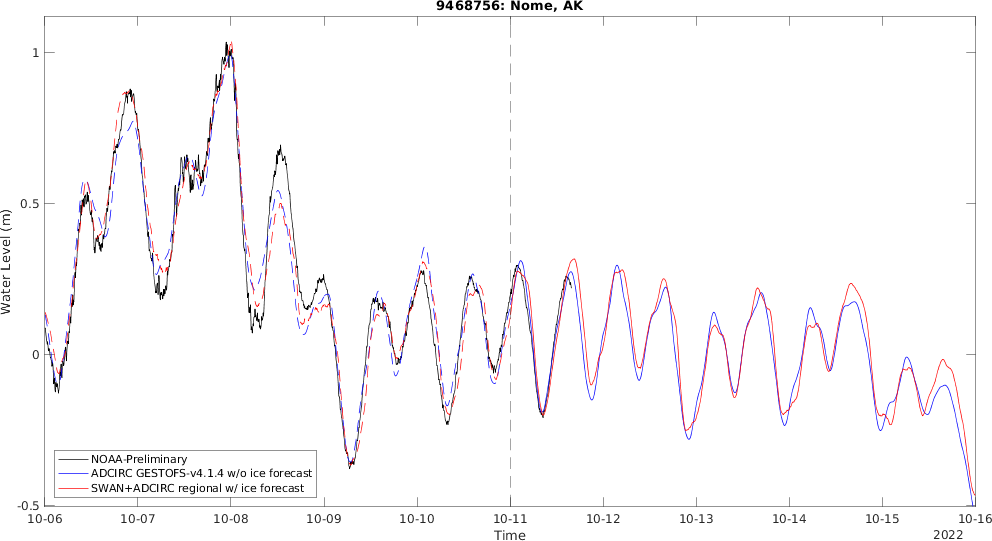 9468756: Nome, AK
Water Level (m)
1
0.5
0
-0.5
NOAA-Preliminary
ADCIRC GESTOFS-v4.1.4 w/o ice forecast
SWAN+ADCIRC regional w/ ice forecast
10-06 10-07 10-08 10-09 10-10 10-11 10-12 10-13 10-14 10-15 10-16
Time
2022